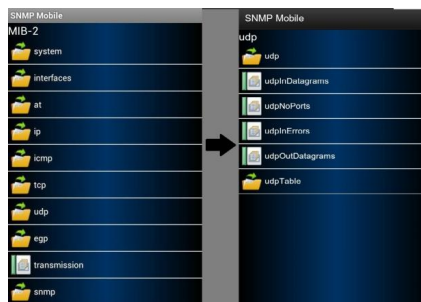 SNMP Mobile
MIB-2
system
interfaces
at
ip
icmp
tcp
udp
egp
transmission
snmp
SNMP Mobile
udp
udp
udpInDatagrams
udpNoPorts
udpInErrors
udpOutDatagrams
udpTable